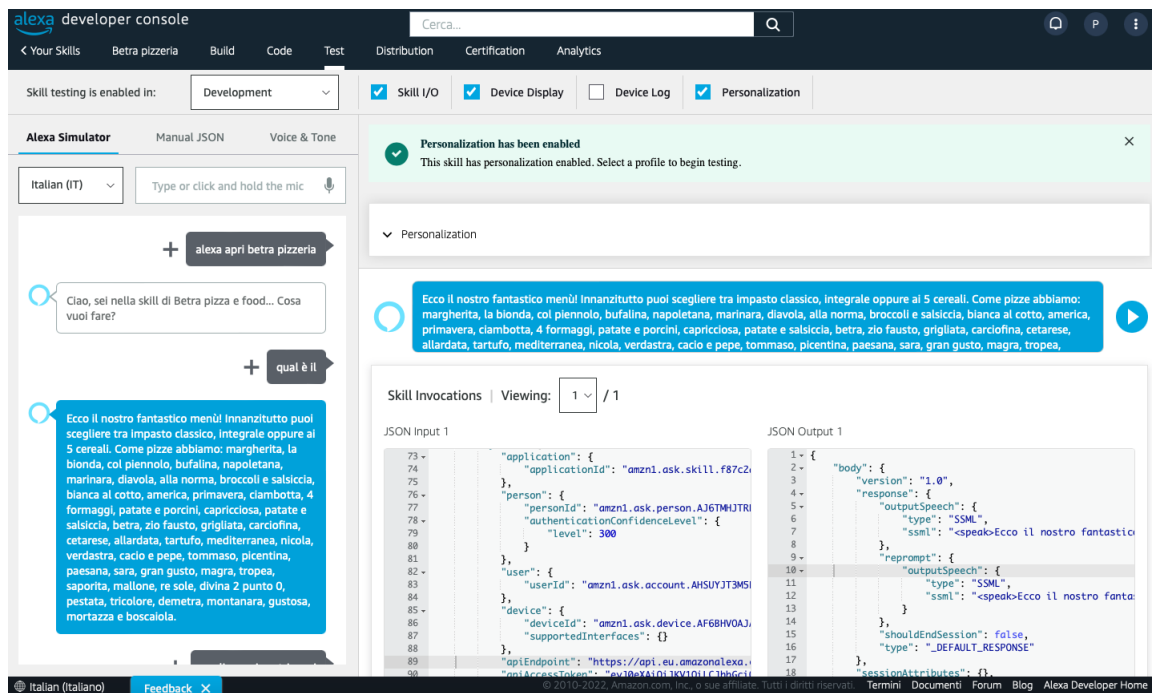 alexa developer console
Cerca...
P
< Your Skills Betra pizzeria Build Code Test Distribution Certification Analytics
Skill testing is enabled in: Development Skill I/O Device Display Device Log Personalization
Alexa Simulator Manual JSON Voice & Tone
Italian (IT) Type or click and hold the mic
alexa apri betra pizzeria
Ciao, sei nella skill di Betra pizza e food... Cosa
vuoi fare?
qual è il
Ecco il nostro fantastico menù! Innanzitutto puoi
scegliere tra impasto classico, integrale oppure ai
5 cereali. Come pizze abbiamo: margherita, la
bionda, col piennolo, bufalina, napoletana,
marinara, diavola, alla norma, broccoli e salsiccia,
bianca al cotto, america, primavera, ciambotta, 4
formaggi, patate e porcini, capricciosa, patate e
salsiccia, betra, zio fausto, grigliata, carciofina,
cetarese, allardata, tartufo, mediterranea, nicola,
verdastra, cacio e pepe, tommaso, picentina,
paesana, sara, gran gusto, magra, tropea,
saporita, mallone, re sole, divina 2 punto 0,
pestata, tricolore, demetra, montanara, gustosa,
mortazza e boscaiola.
Personalization has been enabled
This skill has personalization enabled. Select a profile to begin testing.
Personalization
Ecco il nostro fantastico menù! Innanzitutto puoi scegliere tra impasto classico, integrale oppure ai 5 cereali. Come pizze abbiamo:
margherita, la bionda, col piennolo, bufalina, napoletana, marinara, diavola, alla norma, broccoli e salsiccia, bianca al cotto, america,
primavera, ciambotta, 4 formaggi, patate e porcini, capricciosa, patate e salsiccia, betra, zio fausto, grigliata, carciofina, cetarese,
allardata, tartufo, mediterranea, nicola, verdastra, cacio e pepe, tommaso, picentina, paesana, sara, gran gusto, magra, tropea,
Skill Invocations | Viewing: 1 / 1
JSON Input 1
73 "application": {
74 "applicationId": "amzn1.ask.skill.f87c2
75 },
76 "person": {
77 "personId": "amzn1.ask.person.AJ6TMHJTR
78 "authenticationConfidenceLevel": {
79 "level": 300
80 }
81 },
82 "user": {
83 "userId": "amzn1.ask.account.AHSUYJT3M5
84 },
85 "device": {
86 "deviceId": "amzn1.ask.device.AF6BHVOAJ
87 "supportedInterfaces": {}
88 },
89 "apiEndpoint": "https://api.eu.amazonalexa.
90 "apiAccessToken":
JSON Output 1
1 {
2 "body": {
3 "version": "1.0",
4 "response": {
5 "outputSpeech": {
6 "type": "SSML",
7 "ssml": "<speak>Ecco il nostro fantastic
8 },
9 "reprompt": {
10 "outputSpeech": {
11 "type": "SSML",
12 "ssml": "<speak>Ecco il nostro fanta
13 }
14 },
15 "shouldEndSession": false,
16 "type": "_DEFAULT_RESPONSE"
17 },
18 "sessionAttributes": {},
Italian (Italiano) Feedback X © 2010-2022, Amazon.com, Inc., o sue affiliate. Tutti i diritti riservati. Termini Documenti Forum Blog Alexa Developer Home